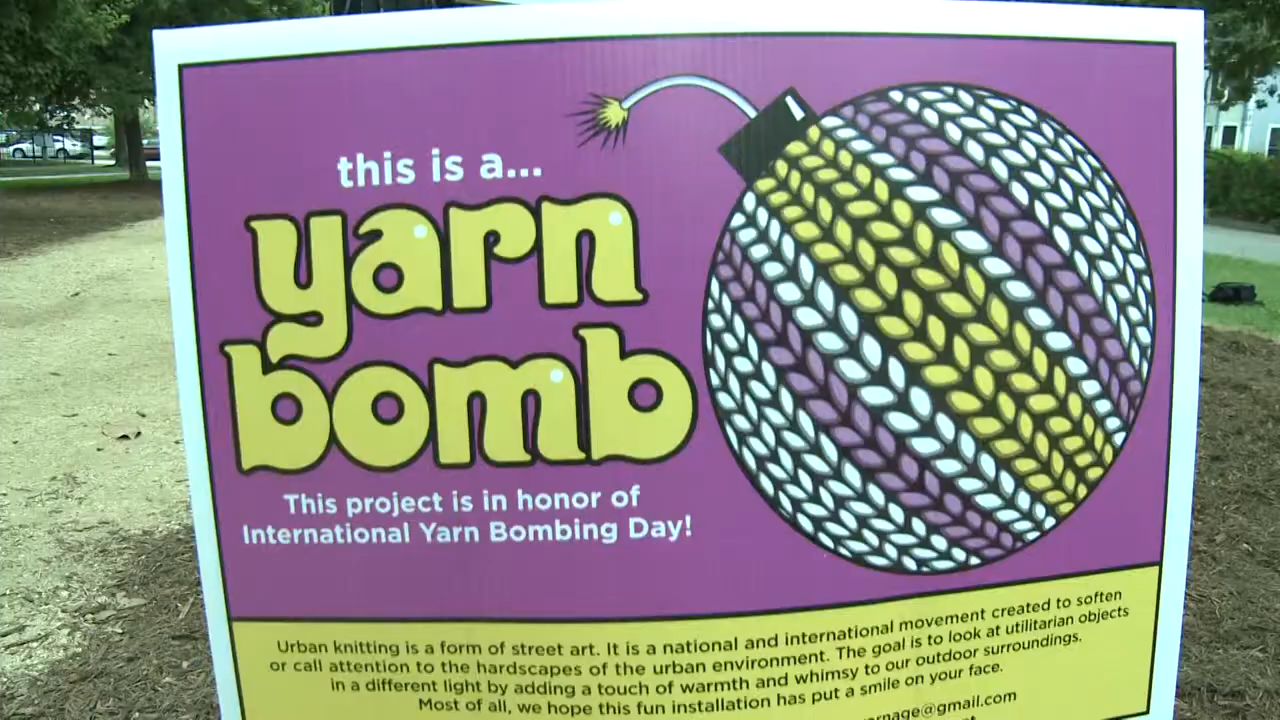 this is a...
yarn
bomb
This project is in honor of
International Yarn Bombing Day!
Urban knitting is a form of street art. It is a national and international movement created to soften
or call attention to the hardscapes of the urban environment. The goal is to look at utilitarian objects
in a different light by adding a touch of warmth and whimsy to our outdoor surroundings.
Most of all, we hope this fun installation has put a smile on your face.